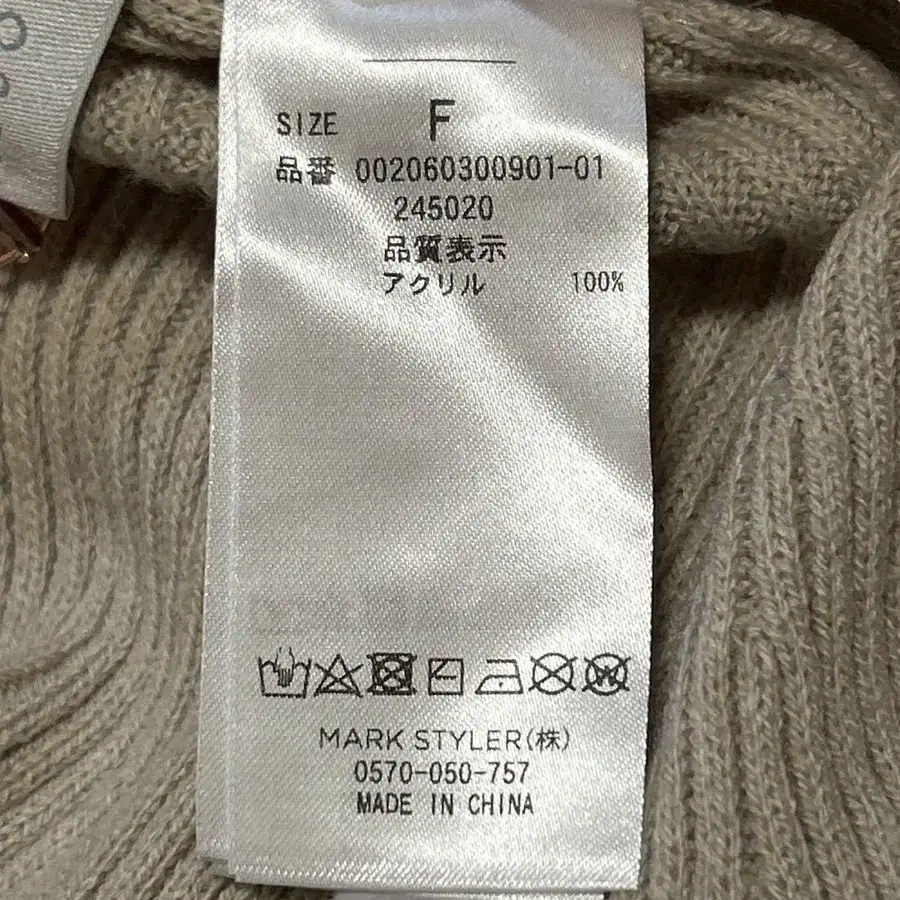 SIZE F
品番 002060300901-01
245020
品質表示
アクリル 100%
MARK STYLER(株)
0570-050-757
MADE IN CHINA